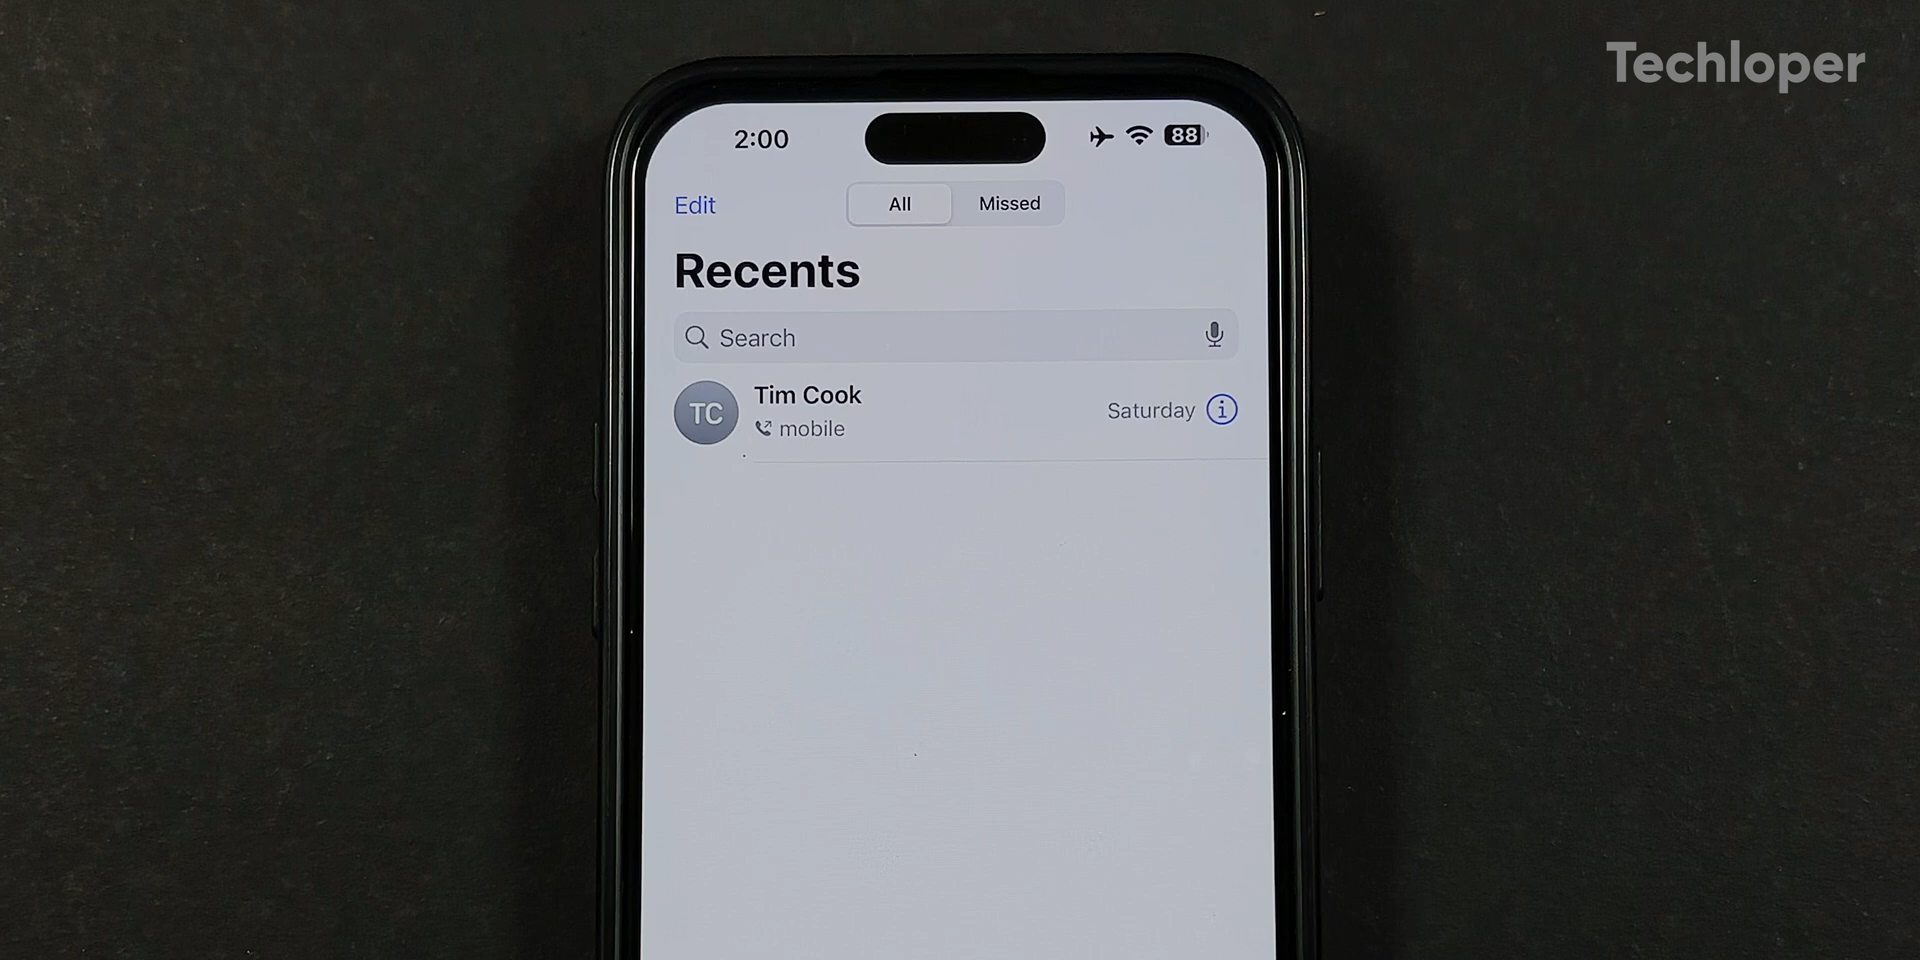 Techloper
2:00 88
Edit All Missed
Recents
Search
TC Tim Cook
mobile
Saturday